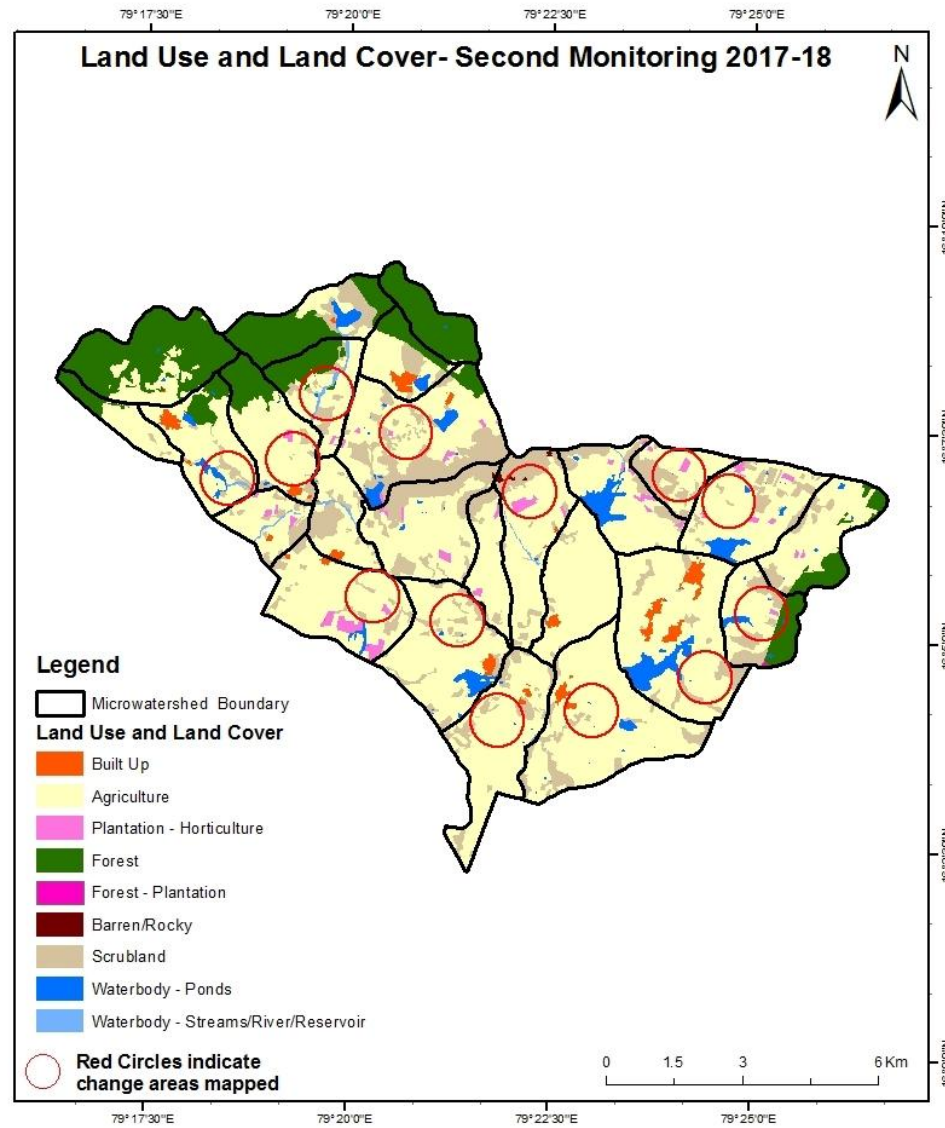 79°17'30"E 79°20'0"E 79°22'30"E 79°25'0"E
Land Use and Land Cover- Second Monitoring 2017-18
N
Legend
Microwatershed Boundary
Land Use and Land Cover
Built Up
Agriculture
Plantation - Horticulture
Forest
Forest - Plantation
Barren/Rocky
Scrubland
Waterbody - Ponds
Waterbody - Streams/River/Reservoir
Red Circles indicate
change areas mapped
0 1.5 3 6 Km
79°17'30"E 79°20'0"E 79°22'30"E 79°25'0"E